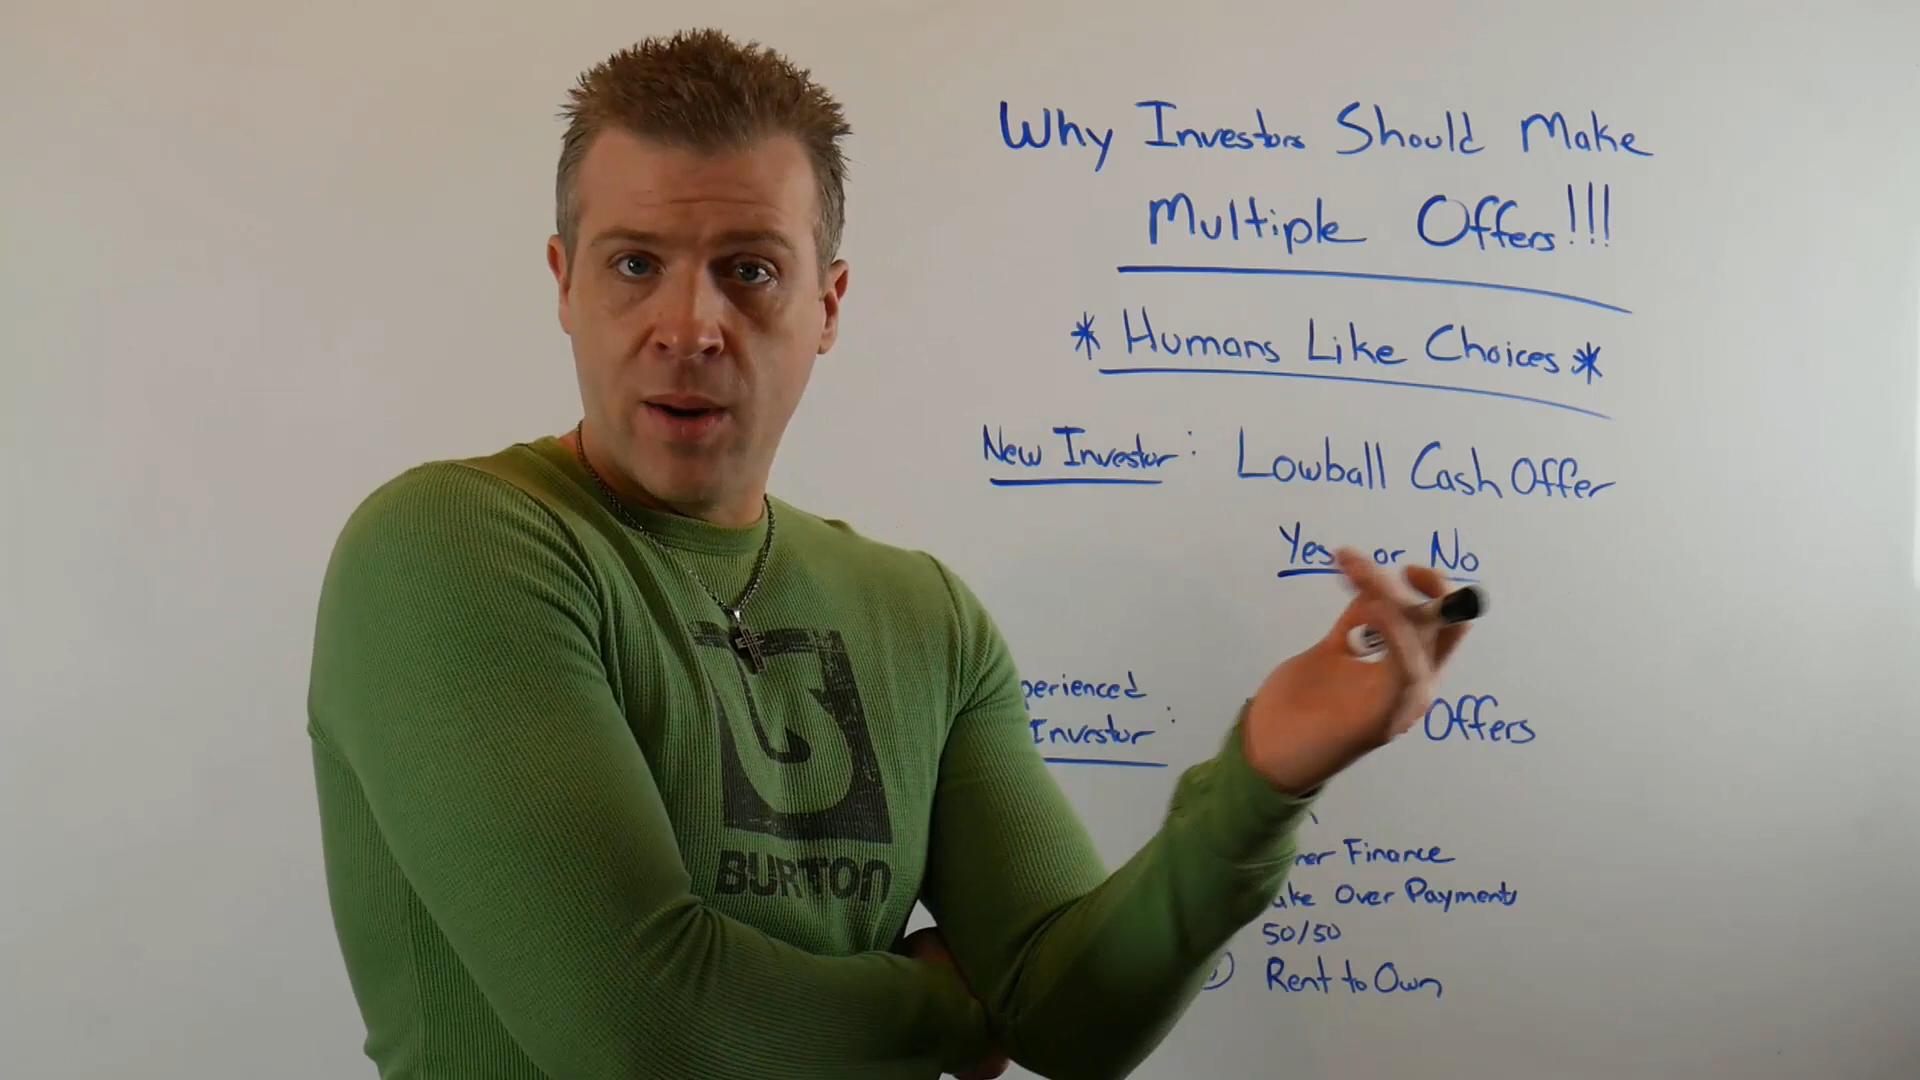 Why Investors Should Make
Multiple Offers!!!
* Humans Like Choices *
New Investor: Lowball Cash Offer
Yes or No
perienced
Investor:
Offers
ner Finance
ake Over Payments
50/50
Rent to Own
BURTON